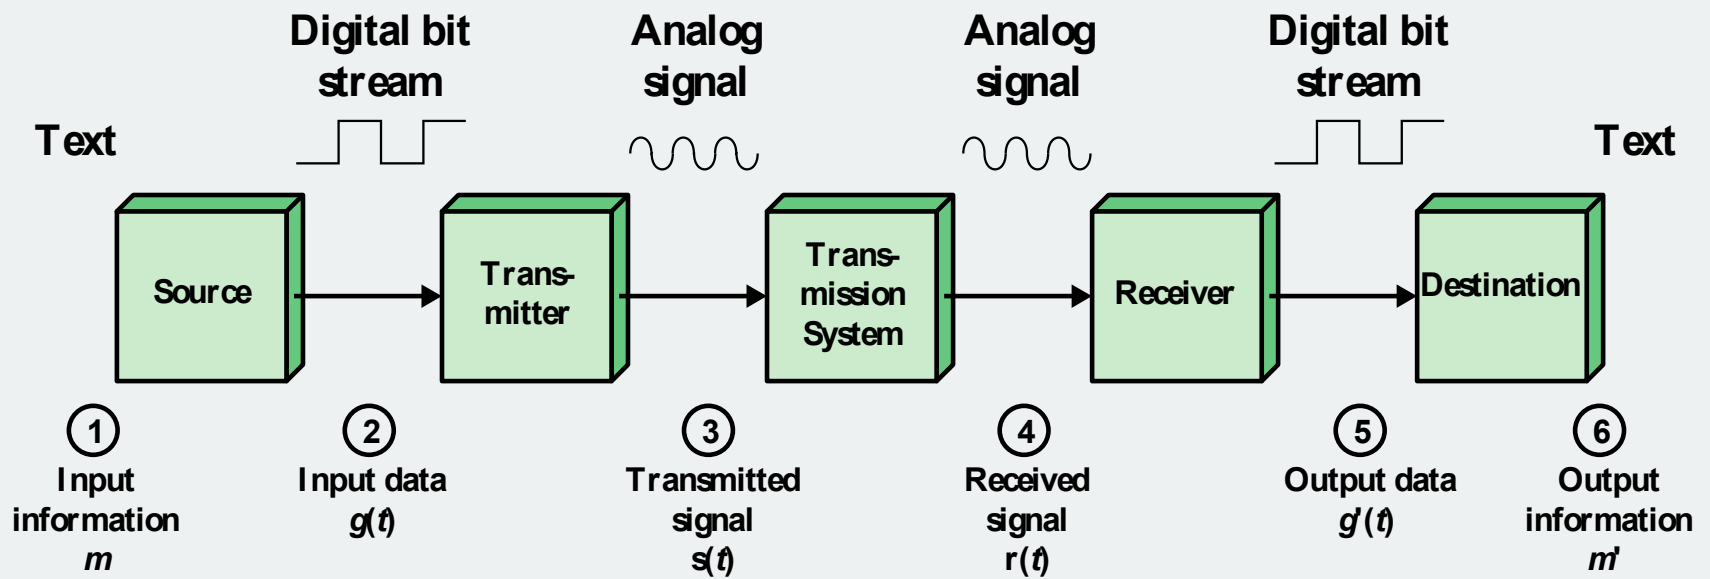 Digital bit
stream
Analog
signal
Analog
signal
Digital bit
stream
Text
Text
Source
Trans-
mitter
Trans-
mission
System
Receiver
Destination
1
Input
information
m
2
Input data
g(t)
3
Transmitted
signal
s(t)
4
Received
signal
r(t)
5
Output data
g'(t)
6
Output
information
m'